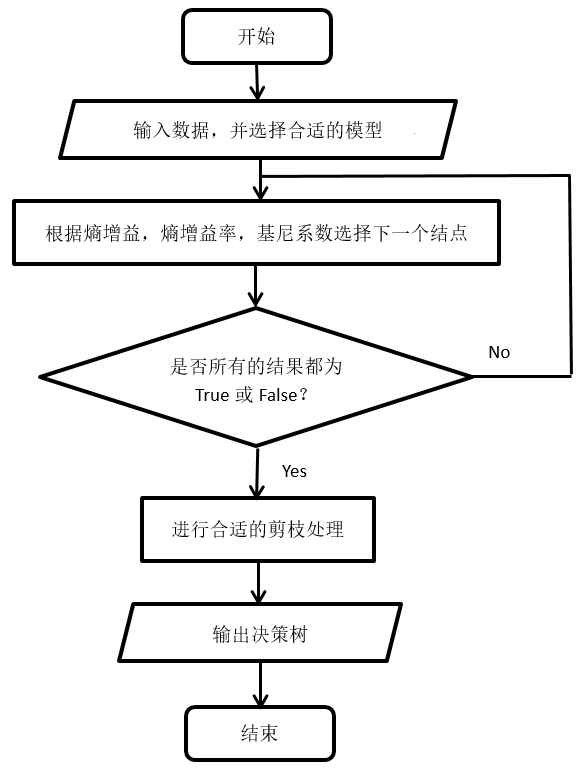 开始
输入数据，并选择合适的模型
根据熵增益，熵增益率，基尼系数选择下一个结点
是否所有的结果都为
True 或 False？
No
Yes
进行合适的剪枝处理
输出决策树
结束